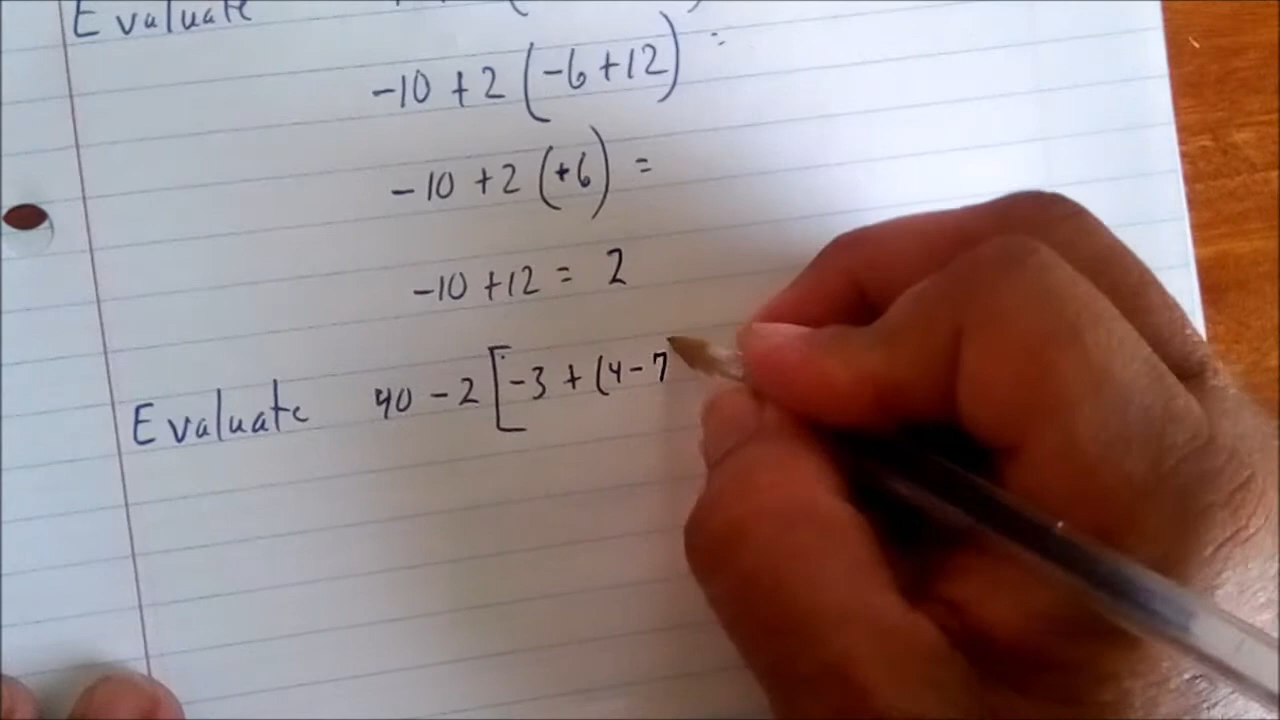 Evaluate
-10 + 2 (-6 + 12) =
-10 + 2 (+6) =
-10 + 12 = 2
Evaluate 40 - 2 [-3 + (4 - 7